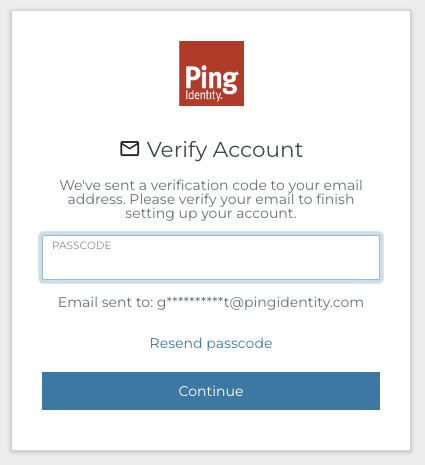 Ping
Identity.
Verify Account
We've sent a verification code to your email
address. Please verify your email to finish
setting up your account.
PASSCODE
Email sent to: g**********t@pingidentity.com
Resend passcode
Continue